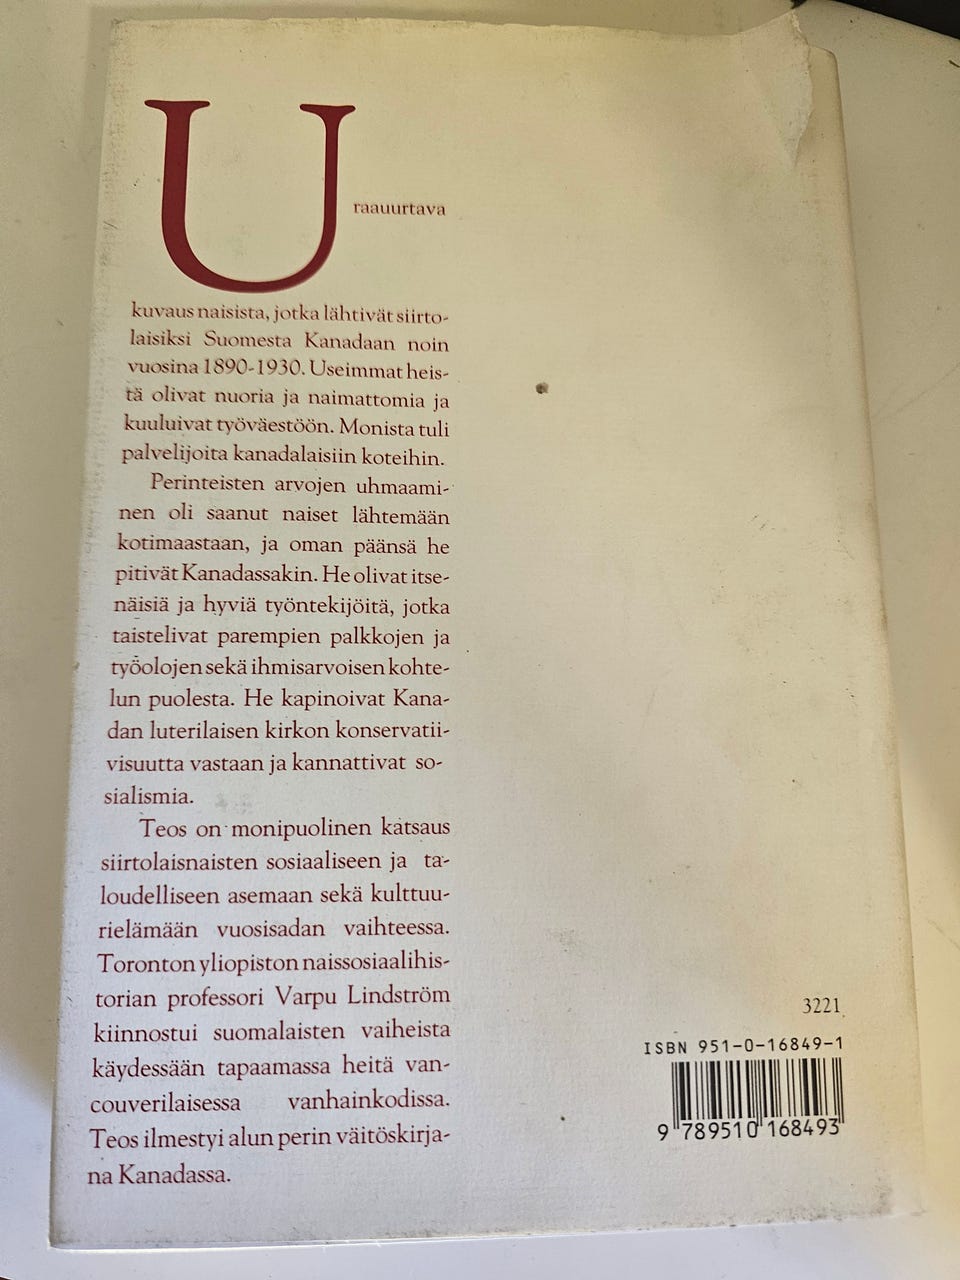 Uraauurtava
kuvaus naisista, jotka lähtivät siirto-
laisiksi Suomesta Kanadaan noin
vuosina 1890-1930. Useimmat heis-
tä olivat nuoria ja naimattomia ja
kuuluivat työväestöön. Monista tuli
palvelijoita kanadalaisiin koteihin.
Perinteisten arvojen uhmaami-
nen oli saanut naiset lähtemään
kotimaastaan, ja oman päänsä he
pitivät Kanadassakin. He olivat itse-
näisiä ja hyviä työntekijöitä, jotka
taistelivat parempien palkkojen ja
työolojen sekä ihmisarvoisen kohte-
lun puolesta. He kapinoivat Kana-
dan luterilaisen kirkon konservatii-
visuutta vastaan ja kannattivat so-
sialismia.
Teos on monipuolinen katsaus
siirtolaisnaisten sosiaaliseen ja ta-
loudelliseen asemaan sekä kulttuu-
rielämään vuosisadan vaihteessa.
Toronton yliopiston naissosiaalihis-
torian professori Varpu Lindström
kiinnostui suomalaisten vaiheista
käydessään tapaamassa heitä van-
couverilaisessa vanhainkodissa.
Teos ilmestyi alun perin väitöskirja-
na Kanadassa.
3221
ISBN 951-0-16849-1
9 789510 168493